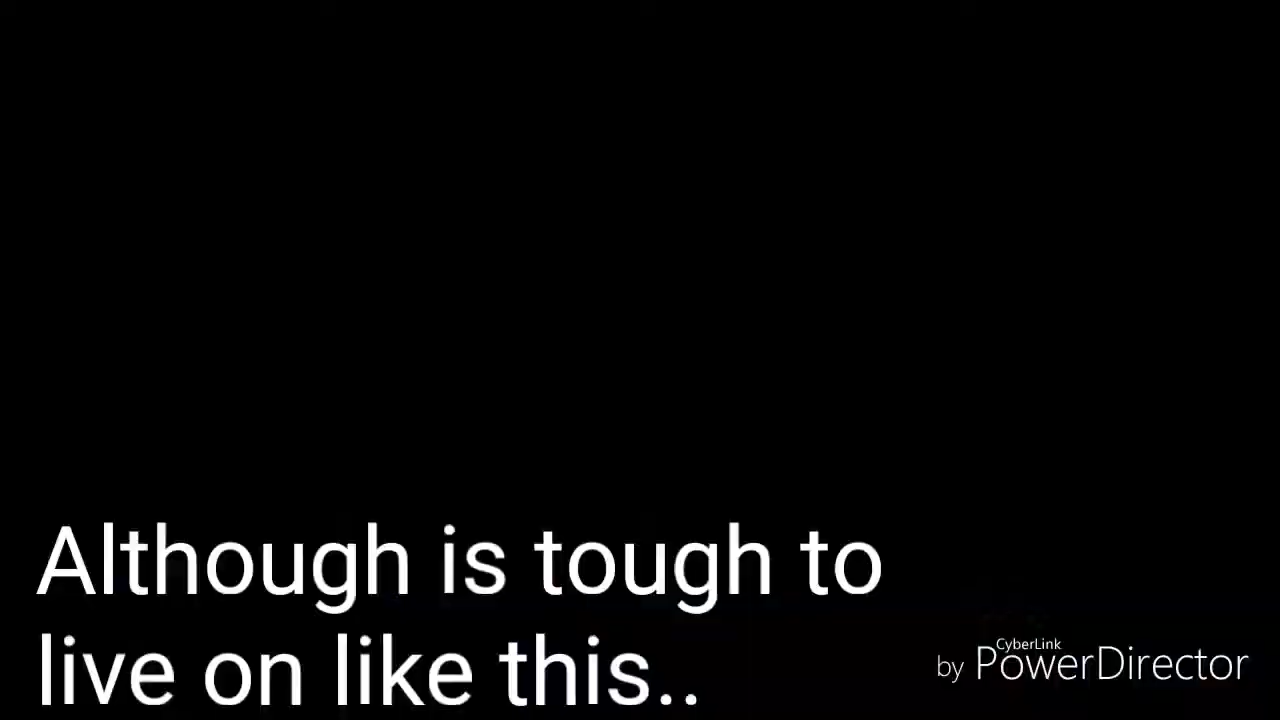 Although is tough to
live on like this..
CyberLink
by PowerDirector